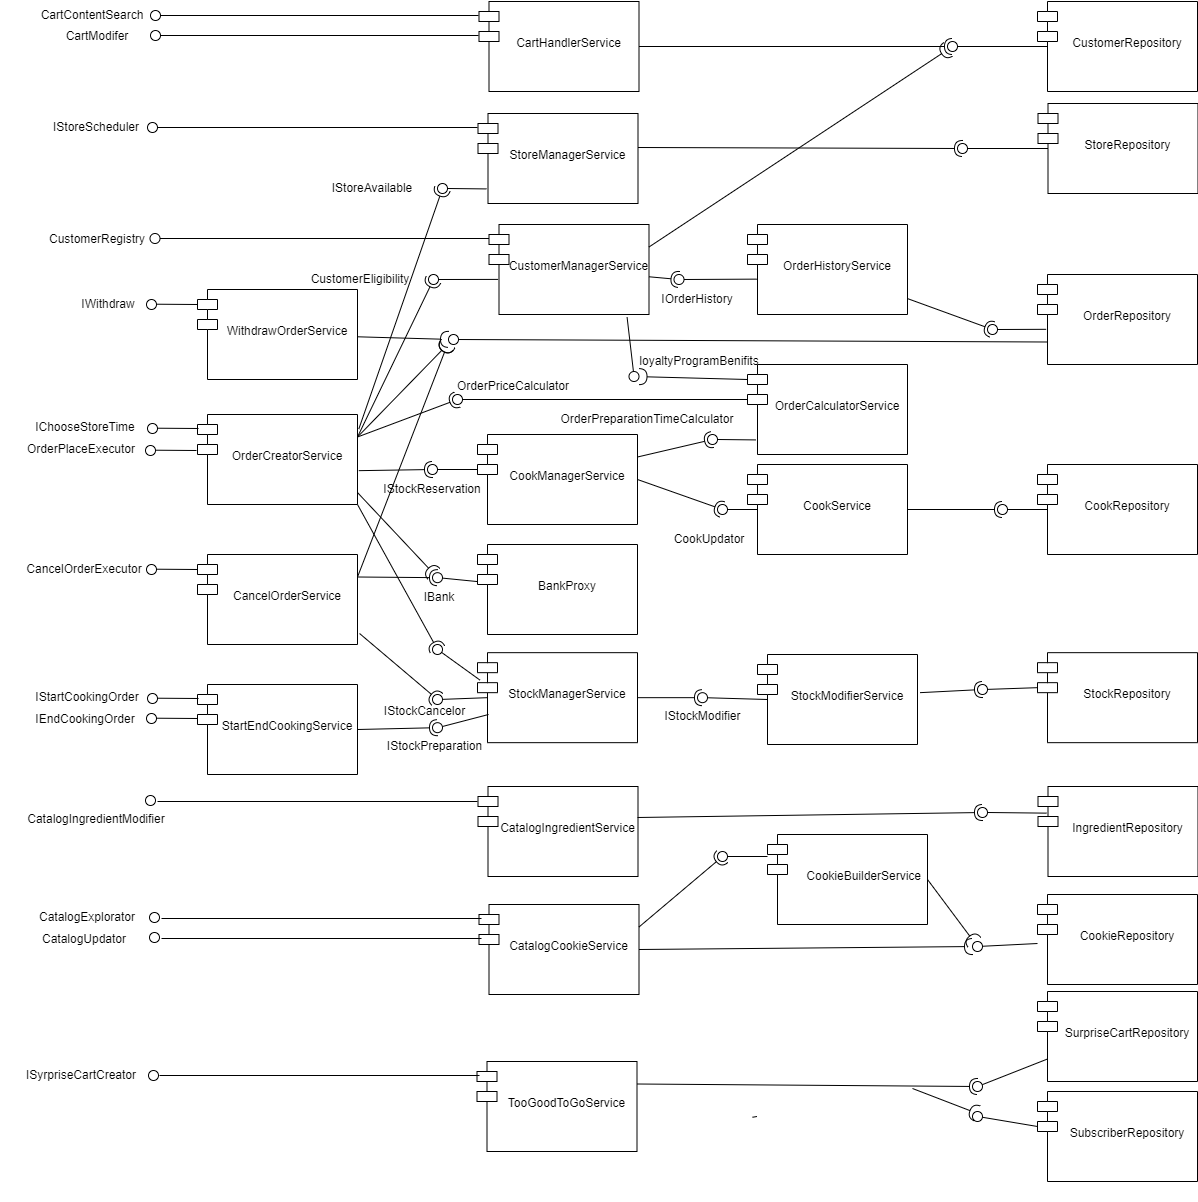 CartContentSearch
CartModifer
CartHandlerService
CustomerRepository
IStoreScheduler
StoreManagerService
StoreRepository
IStoreAvailable
CustomerRegistry
CustomerManagerService
OrderHistoryService
CustomerEligibility
IOrderHistory
IWithdraw
WithdrawOrderService
OrderRepository
loyaltyProgramBenifits
OrderPriceCalculator
OrderCalculatorService
OrderPreparationTimeCalculator
IChooseStoreTime
OrderPlaceExecutor
OrderCreatorService
CookManagerService
IStockReservation
CookService
CookRepository
CookUpdator
CancelOrderExecutor
CancelOrderService
BankProxy
IBank
IStartCookingOrder
IEndCookingOrder
StartEndCookingService
StockManagerService
StockModifierService
StockRepository
IStockCancelor
IStockModifier
IStockPreparation
CatalogIngredientModifier
CatalogIngredientService
IngredientRepository
CookieBuilderService
CatalogExplorator
CatalogUpdator
CatalogCookieService
CookieRepository
SurpriseCartRepository
ISyrpriseCartCreator
TooGoodToGoService
SubscriberRepository